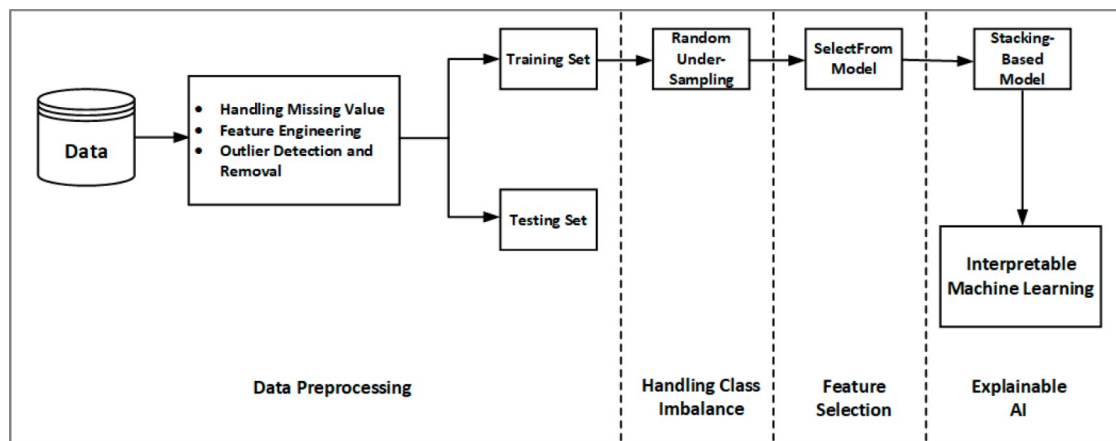 Data
• Handling Missing Value
• Feature Engineering
• Outlier Detection and
Removal
Training Set
Testing Set
Random
Under-
Sampling
SelectFrom
Model
Stacking-
Based
Model
Interpretable
Machine Learning
Data Preprocessing
Handling Class
Imbalance
Feature
Selection
Explainable
AI